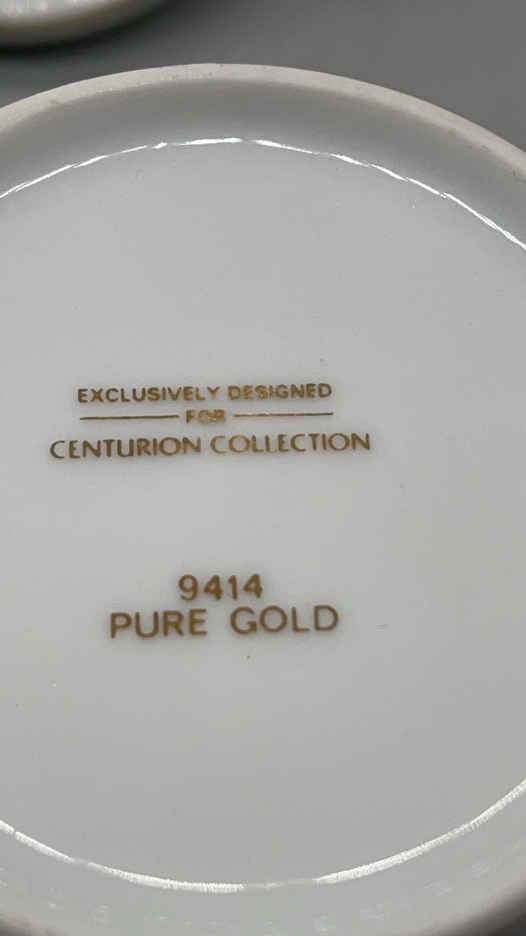 EXCLUSIVELY DESIGNED
FOR
CENTURION COLLECTION
9414
PURE GOLD